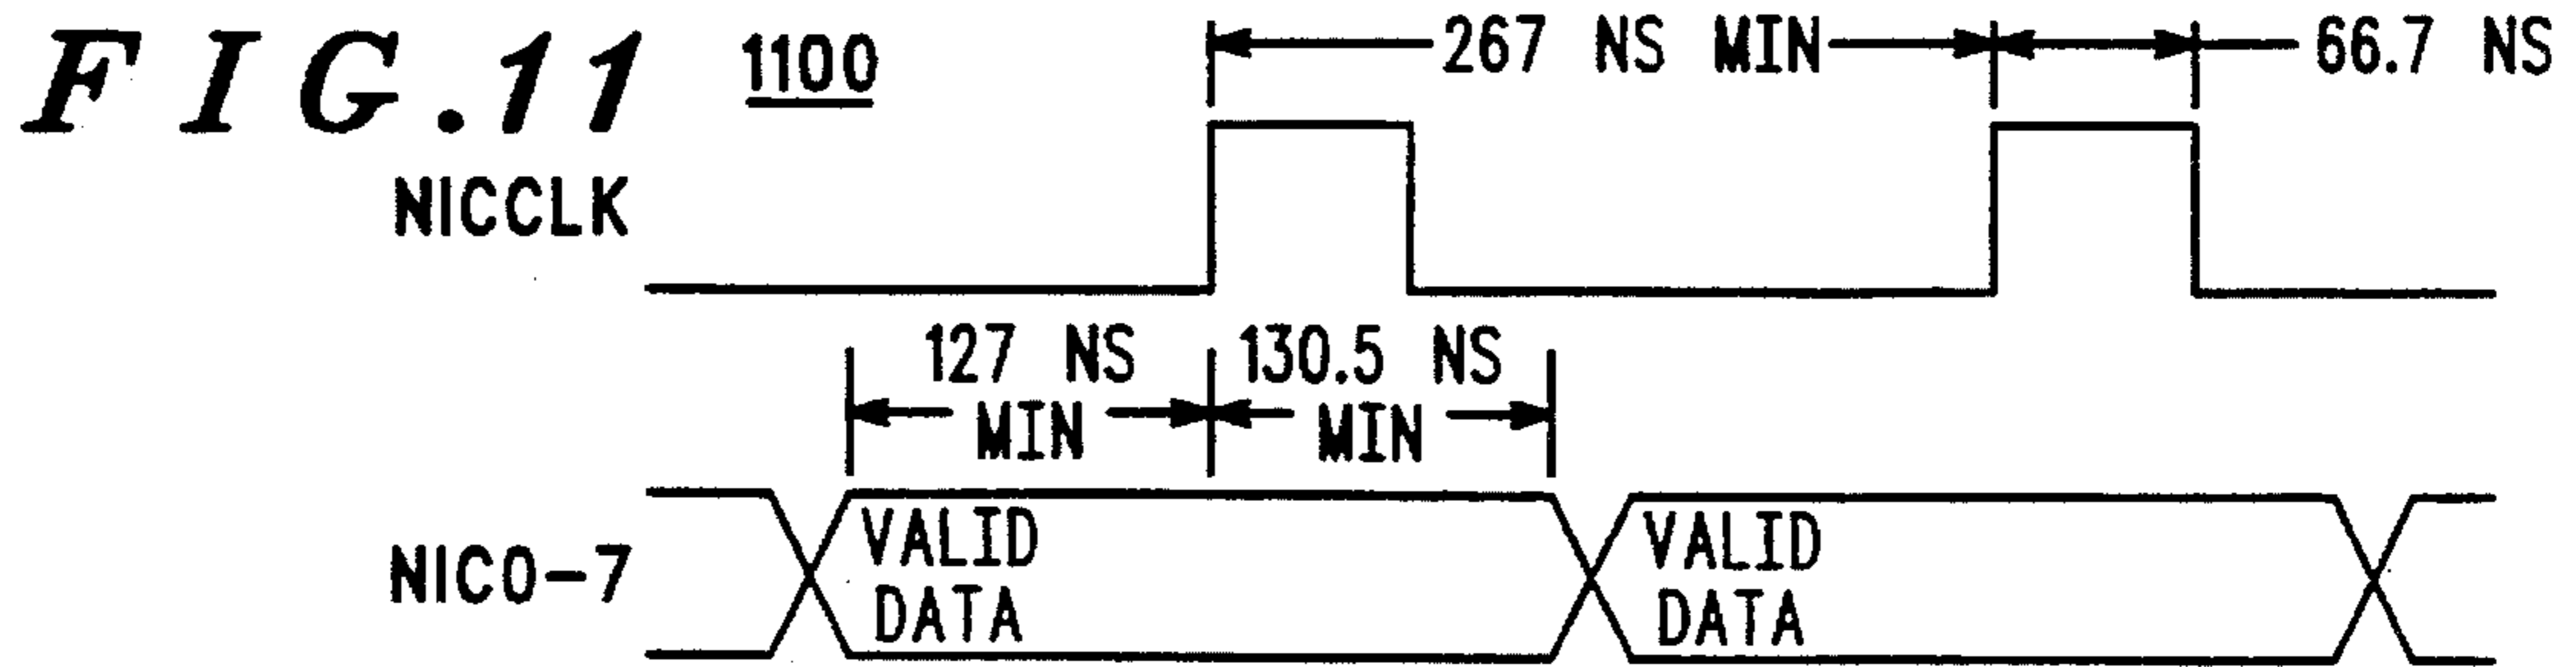 FIG.11
1100
267 NS MIN
66.7 NS
NICCLK
127 NS MIN
130.5 NS MIN
NIC0-7
VALID DATA
VALID DATA